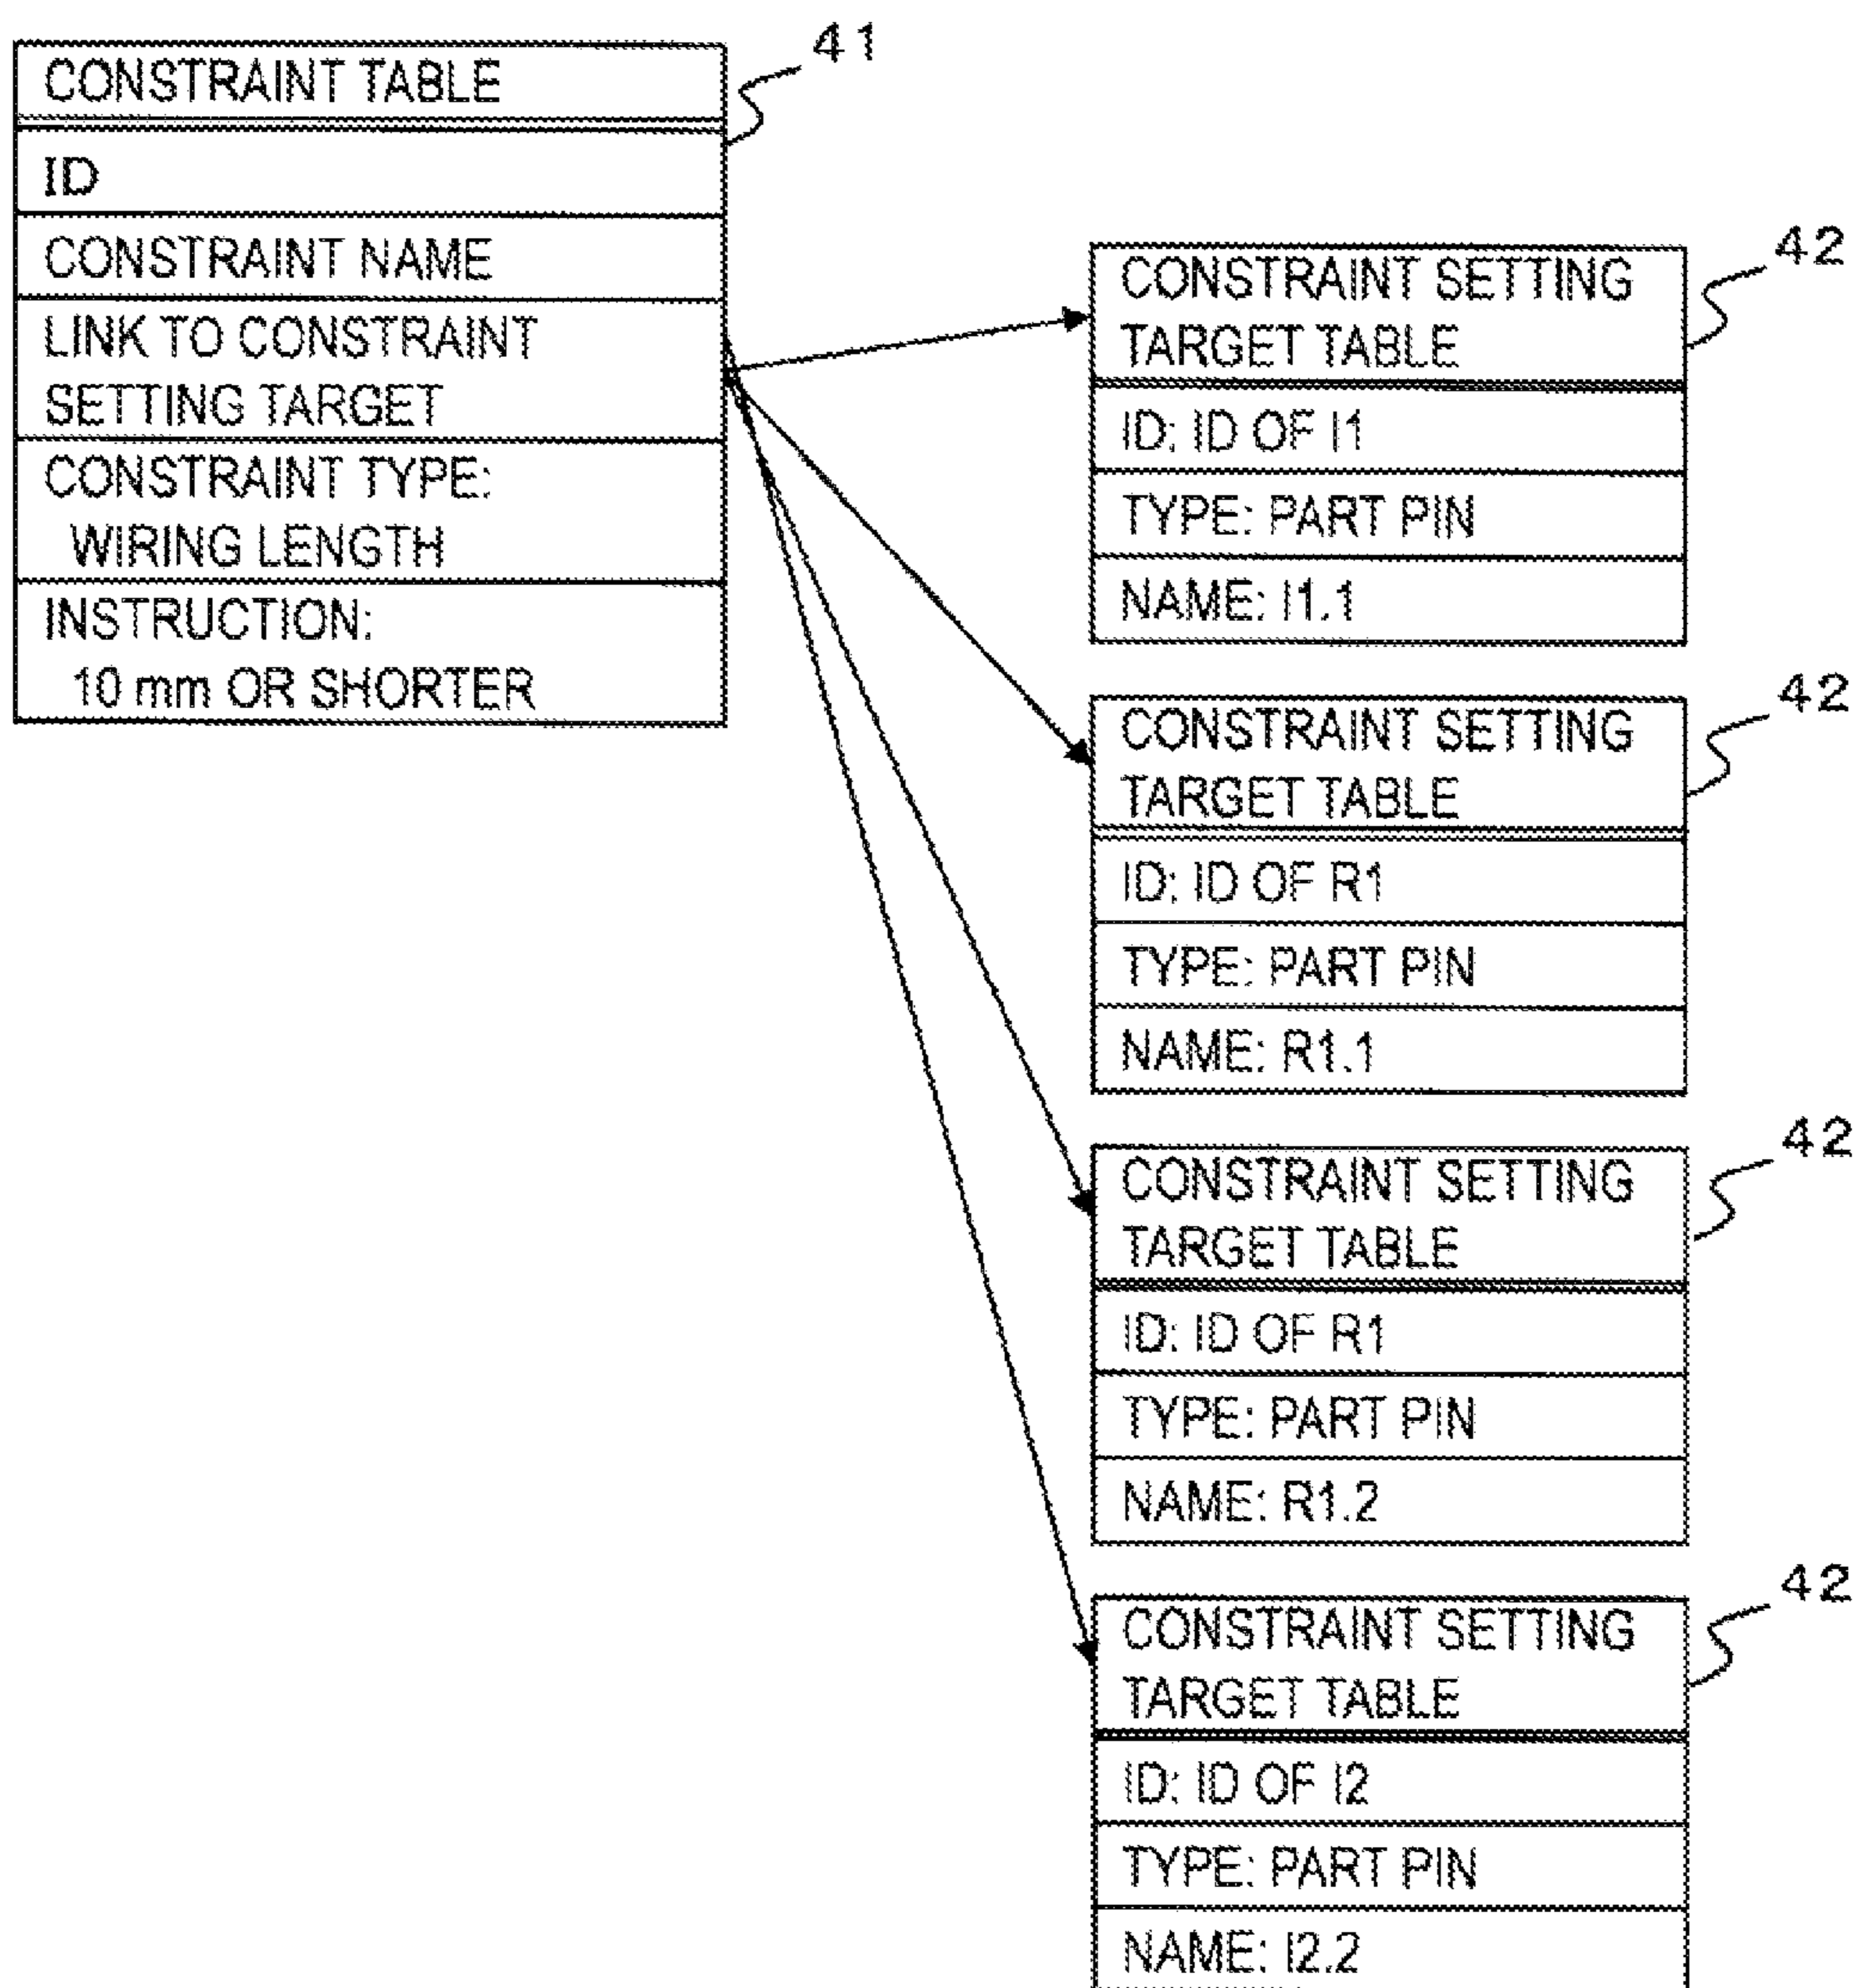 41
CONSTRAINT TABLE
ID
CONSTRAINT NAME
LINK TO CONSTRAINT
SETTING TARGET
CONSTRAINT TYPE:
WIRING LENGTH
INSTRUCTION:
10 mm OR SHORTER
42
CONSTRAINT SETTING
TARGET TABLE
ID: ID OF I1
TYPE: PART PIN
NAME: I1.1
42
CONSTRAINT SETTING
TARGET TABLE
ID: ID OF R1
TYPE: PART PIN
NAME: R1.1
42
CONSTRAINT SETTING
TARGET TABLE
ID: ID OF R1
TYPE: PART PIN
NAME: R1.2
42
CONSTRAINT SETTING
TARGET TABLE
ID: ID OF I2
TYPE: PART PIN
NAME: I2.2